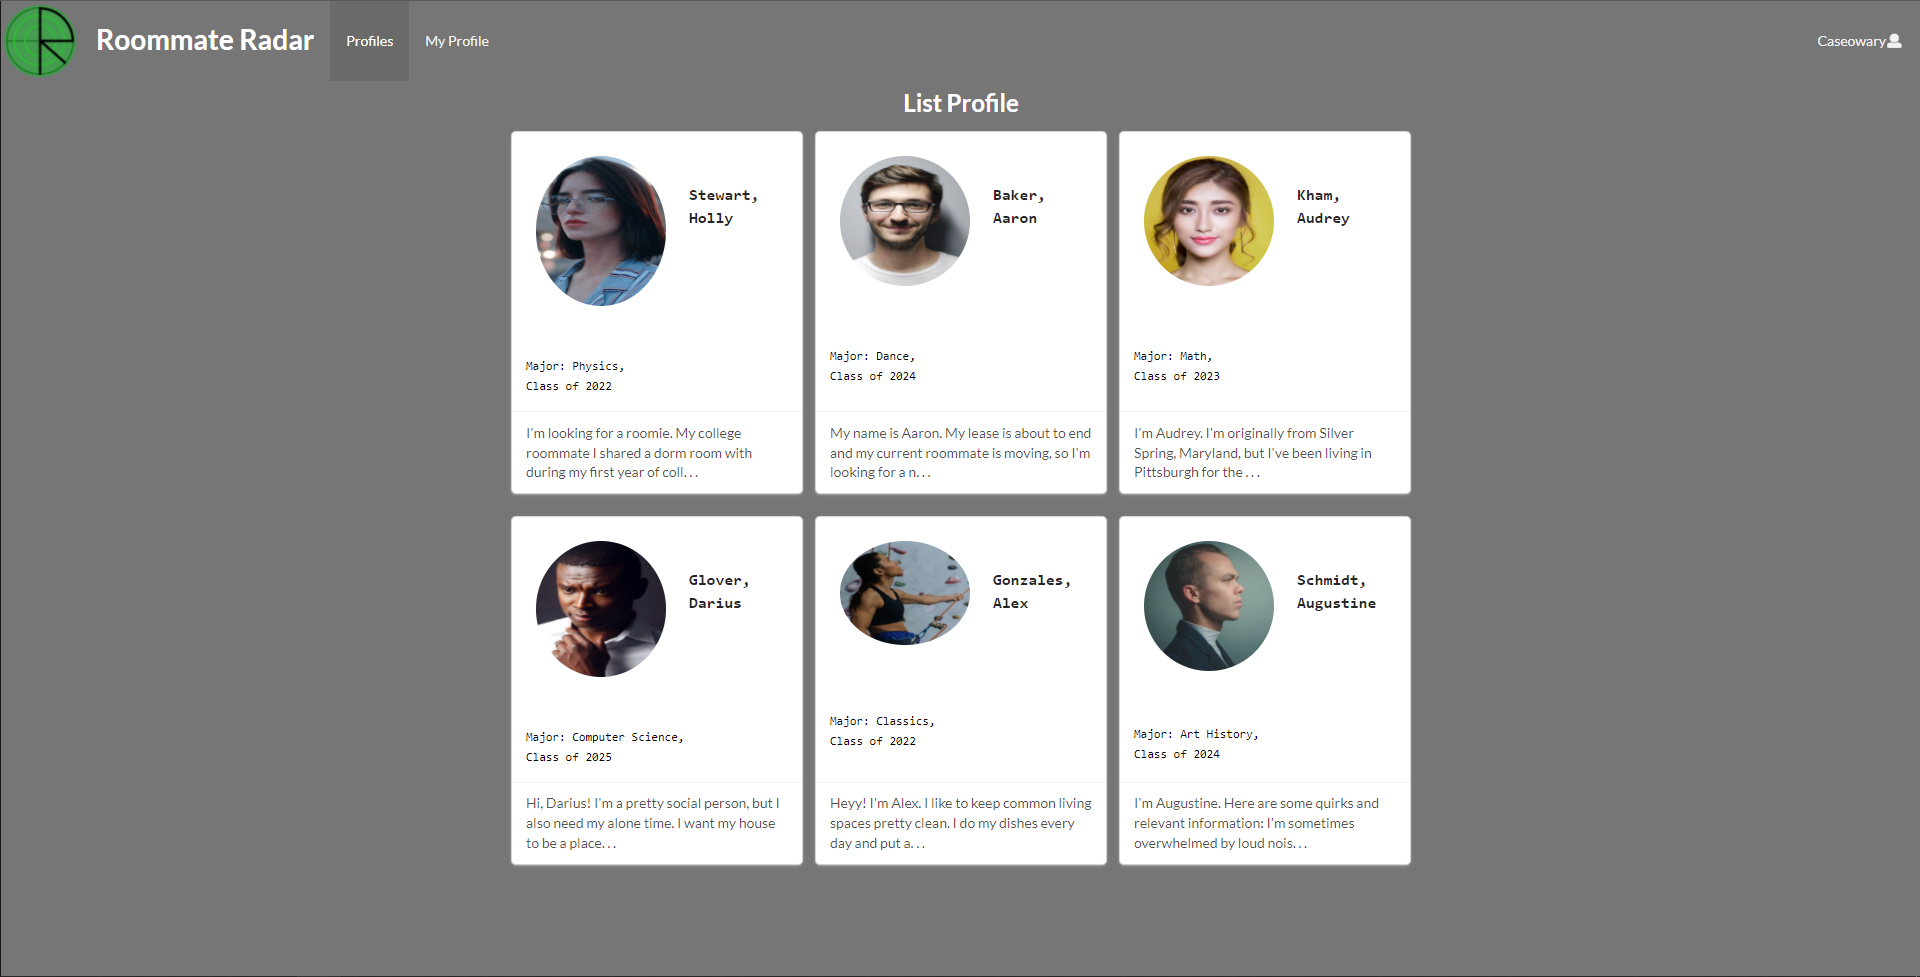 Roommate Radar
Profiles
My Profile
Caseowary
List Profile
Stewart,
Holly
Major: Physics,
Class of 2022
I'm looking for a roomie. My college
roommate I shared a dorm room with
during my first year of coll. . .
Baker,
Aaron
Major: Dance,
Class of 2024
My name is Aaron. My lease is about to end
and my current roommate is moving, so I'm
looking for a n. . .
Kham,
Audrey
Major: Math,
Class of 2023
I'm Audrey. I'm originally from Silver
Spring, Maryland, but I've been living in
Pittsburgh for the . . .
Glover,
Darius
Major: Computer Science,
Class of 2025
Hi, Darius! I'm a pretty social person, but I
also need my alone time. I want my house
to be a place. . .
Gonzales,
Alex
Major: Classics,
Class of 2022
Heyy! I'm Alex. I like to keep common living
spaces pretty clean. I do my dishes every
day and put a. . .
Schmidt,
Augustine
Major: Art History,
Class of 2024
I'm Augustine. Here are some quirks and
relevant information: I'm sometimes
overwhelmed by loud nois. . .